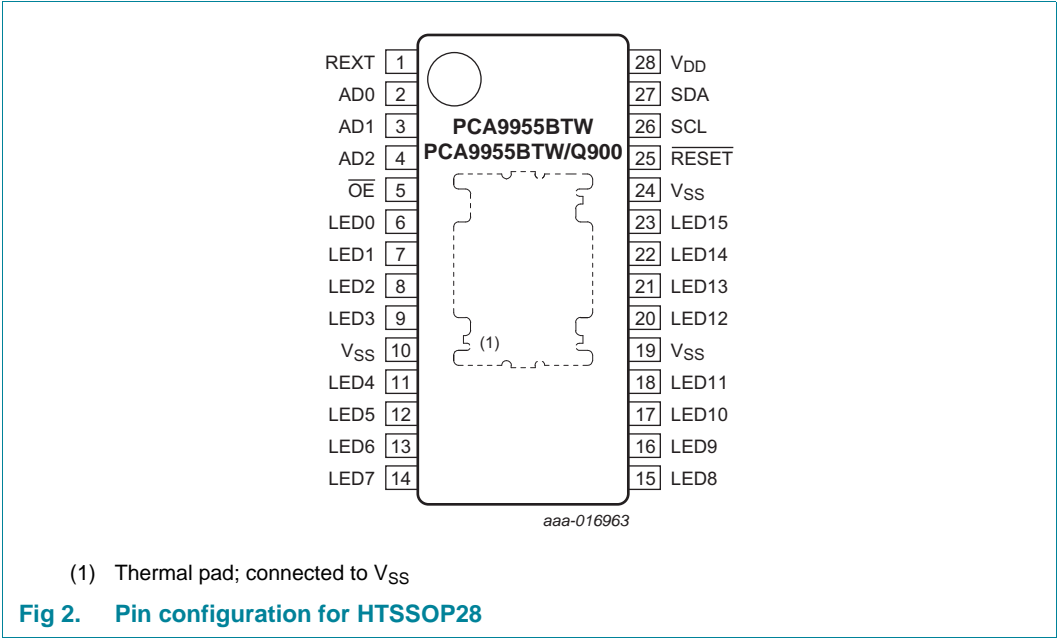 REXT 1 28 VDD
AD0 2 27 SDA
AD1 3 PCA9955BTW 26 SCL
AD2 4 PCA9955BTW/Q900 25 RESET
OE 5 24 VSS
LED0 6 23 LED15
LED1 7 22 LED14
LED2 8 21 LED13
LED3 9 20 LED12
VSS 10 (1) 19 VSS
LED4 11 18 LED11
LED5 12 17 LED10
LED6 13 16 LED9
LED7 14 15 LED8
aaa-016963
(1) Thermal pad; connected to VSS
Fig 2. Pin configuration for HTSSOP28